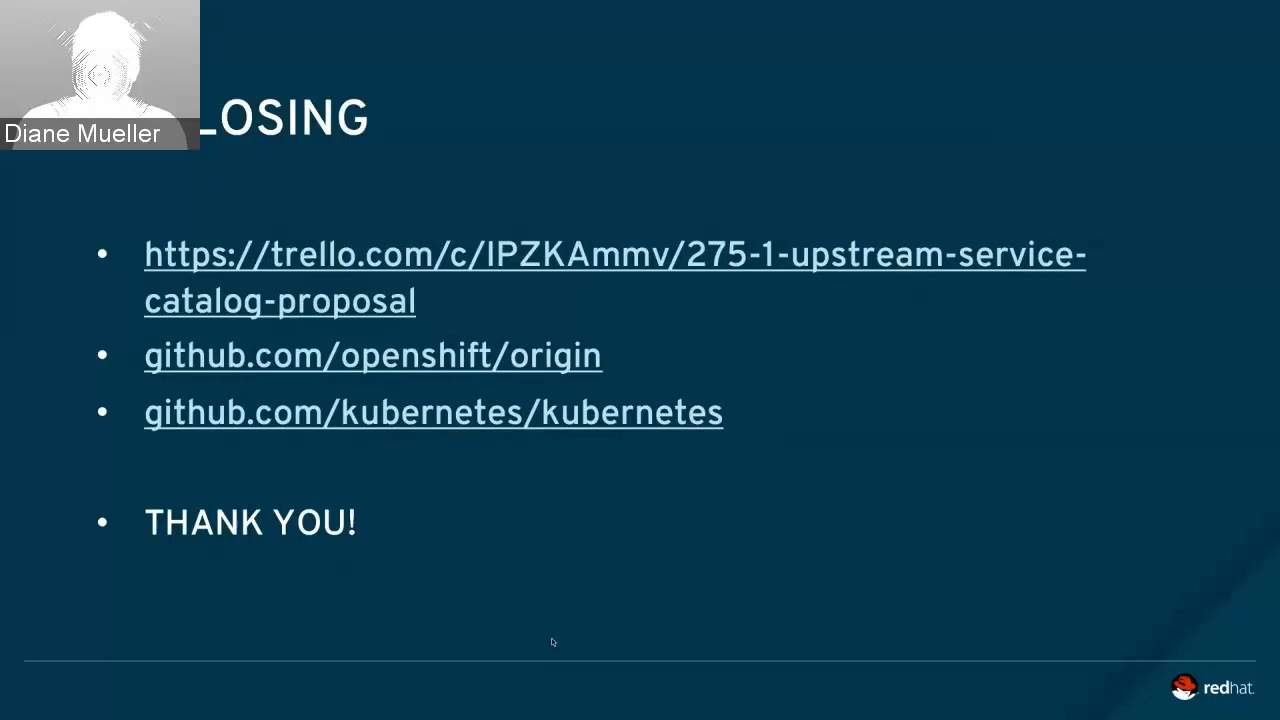 LOSING
Diane Mueller
• https://trello.com/c/IPZKAmmv/275-1-upstream-service-
catalog-proposal
• github.com/openshift/origin
• github.com/kubernetes/kubernetes
• THANK YOU!
redhat.